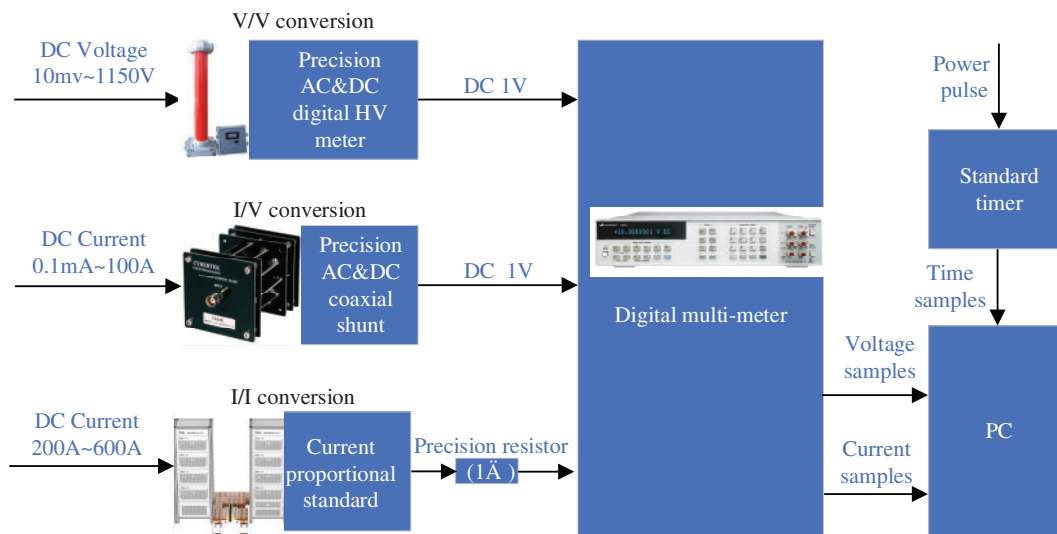 V/V conversion
DC Voltage
10mv~1150V
Precision
AC&DC
digital HV
meter
DC 1V
Power
pulse
Standard
timer
I/V conversion
DC Current
0.1mA~100A
CYBERTEK
Precision
AC&DC
coaxial
shunt
DC 1V
Digital multi-meter
Time
samples
Voltage
samples
PC
Current
samples
I/I conversion
DC Current
200A~600A
Current
proportional
standard
Precision resistor
(1Ä )